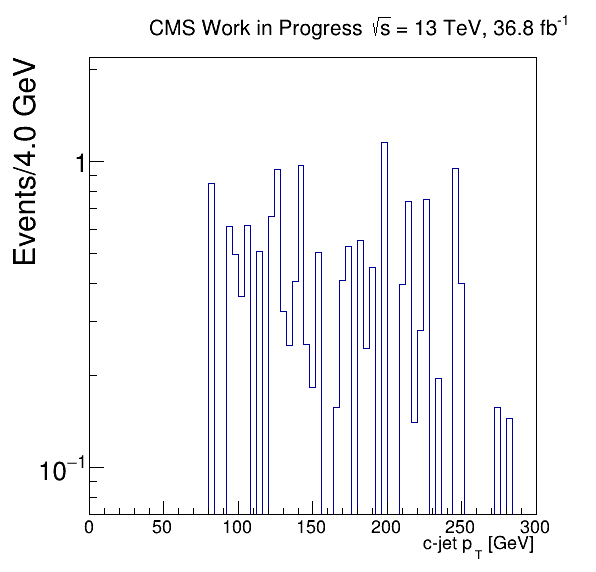 CMS Work in Progress √s = 13 TeV, 36.8 fb⁻¹
Events/4.0 GeV
1
10⁻¹
0 50 100 150 200 250 300
c-jet p_T [GeV]